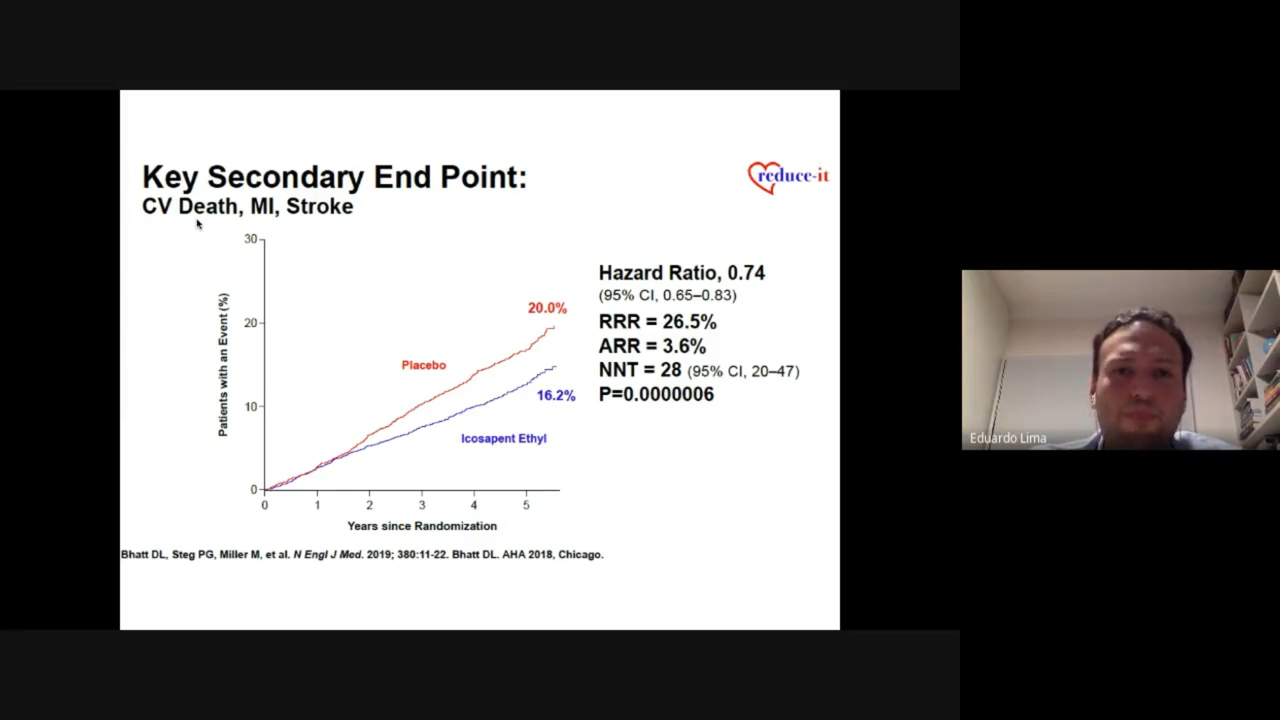 Key Secondary End Point:
CV Death, MI, Stroke
reduce-it
30
20
10
0
Patients with an Event (%)
20.0%
Placebo
16.2%
Icosapent Ethyl
0 1 2 3 4 5
Years since Randomization
Hazard Ratio, 0.74
(95% CI, 0.65–0.83)
RRR = 26.5%
ARR = 3.6%
NNT = 28 (95% CI, 20–47)
P=0.0000006
Bhatt DL, Steg PG, Miller M, et al. N Engl J Med. 2019; 380:11-22. Bhatt DL. AHA 2018, Chicago.
Eduardo Lima